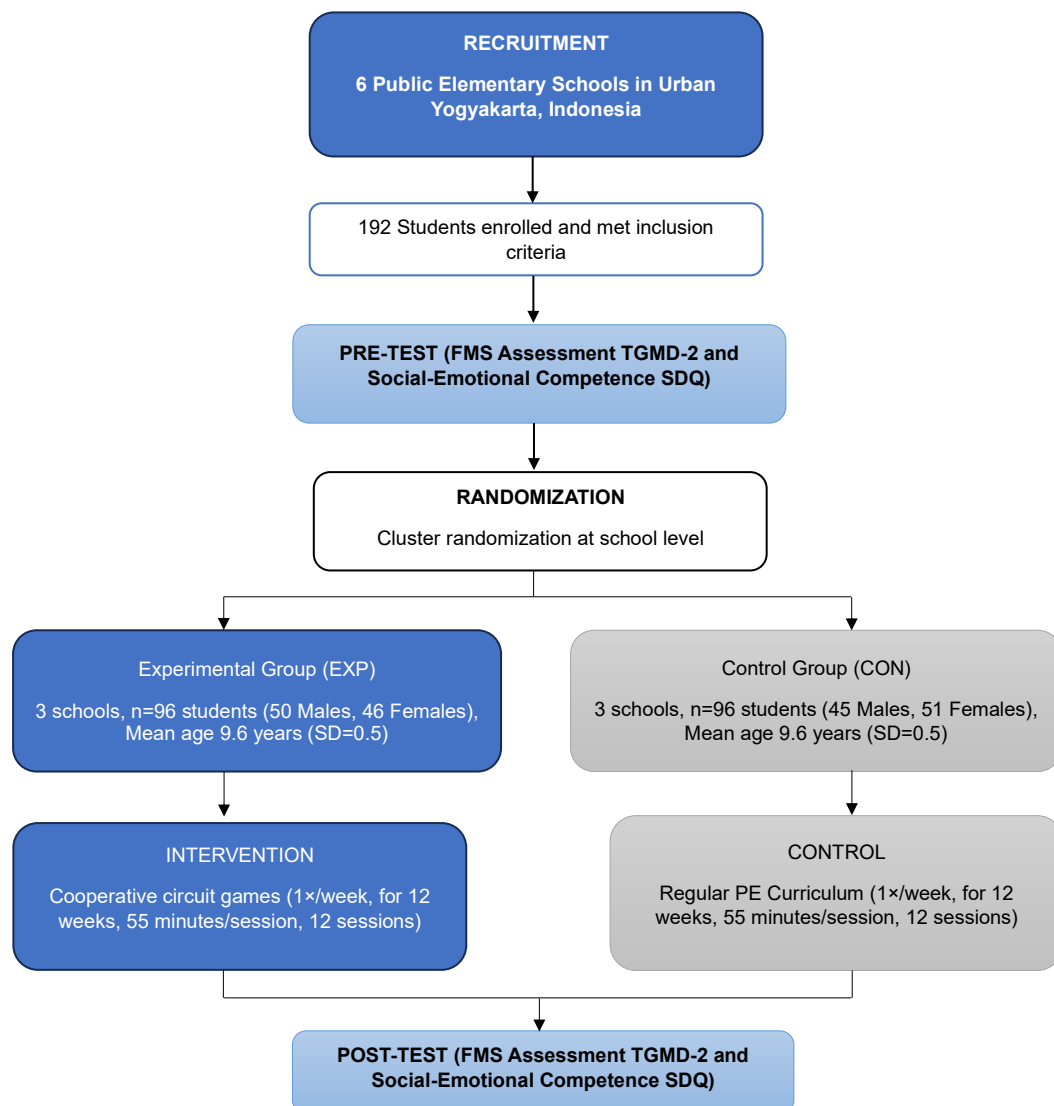 RECRUITMENT
6 Public Elementary Schools in Urban
Yogyakarta, Indonesia
192 Students enrolled and met inclusion
criteria
PRE-TEST (FMS Assessment TGMD-2 and
Social-Emotional Competence SDQ)
RANDOMIZATION
Cluster randomization at school level
Experimental Group (EXP)
3 schools, n=96 students (50 Males, 46 Females),
Mean age 9.6 years (SD=0.5)
Control Group (CON)
3 schools, n=96 students (45 Males, 51 Females),
Mean age 9.6 years (SD=0.5)
INTERVENTION
Cooperative circuit games (1×/week, for 12
weeks, 55 minutes/session, 12 sessions)
CONTROL
Regular PE Curriculum (1×/week, for 12
weeks, 55 minutes/session, 12 sessions)
POST-TEST (FMS Assessment TGMD-2 and
Social-Emotional Competence SDQ)